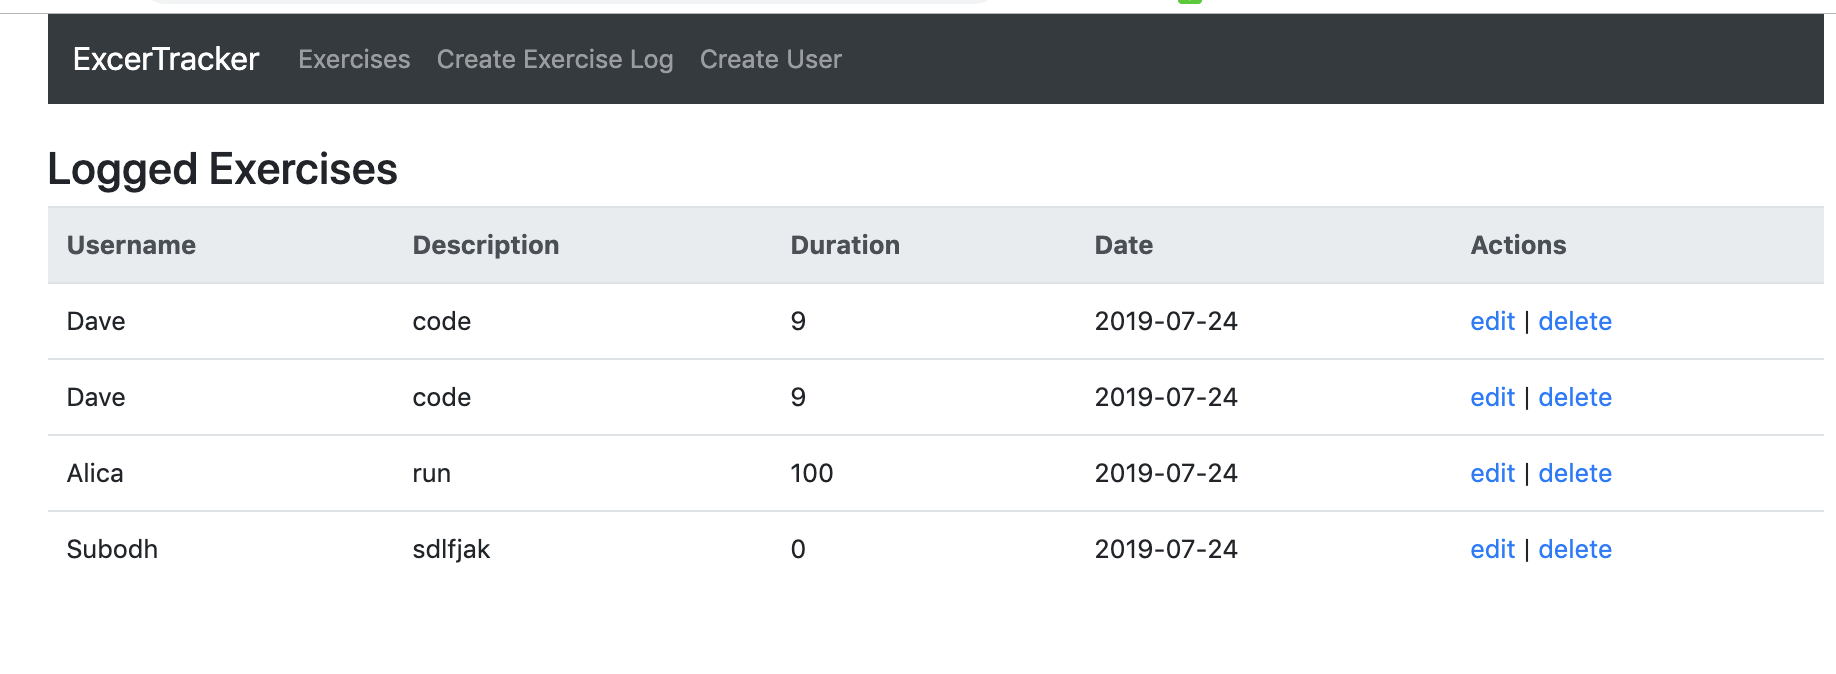 ExcerTracker Exercises Create Exercise Log Create User
Logged Exercises
Username Description Duration Date Actions
Dave code 9 2019-07-24 edit | delete
Dave code 9 2019-07-24 edit | delete
Alica run 100 2019-07-24 edit | delete
Subodh sdlfjak 0 2019-07-24 edit | delete